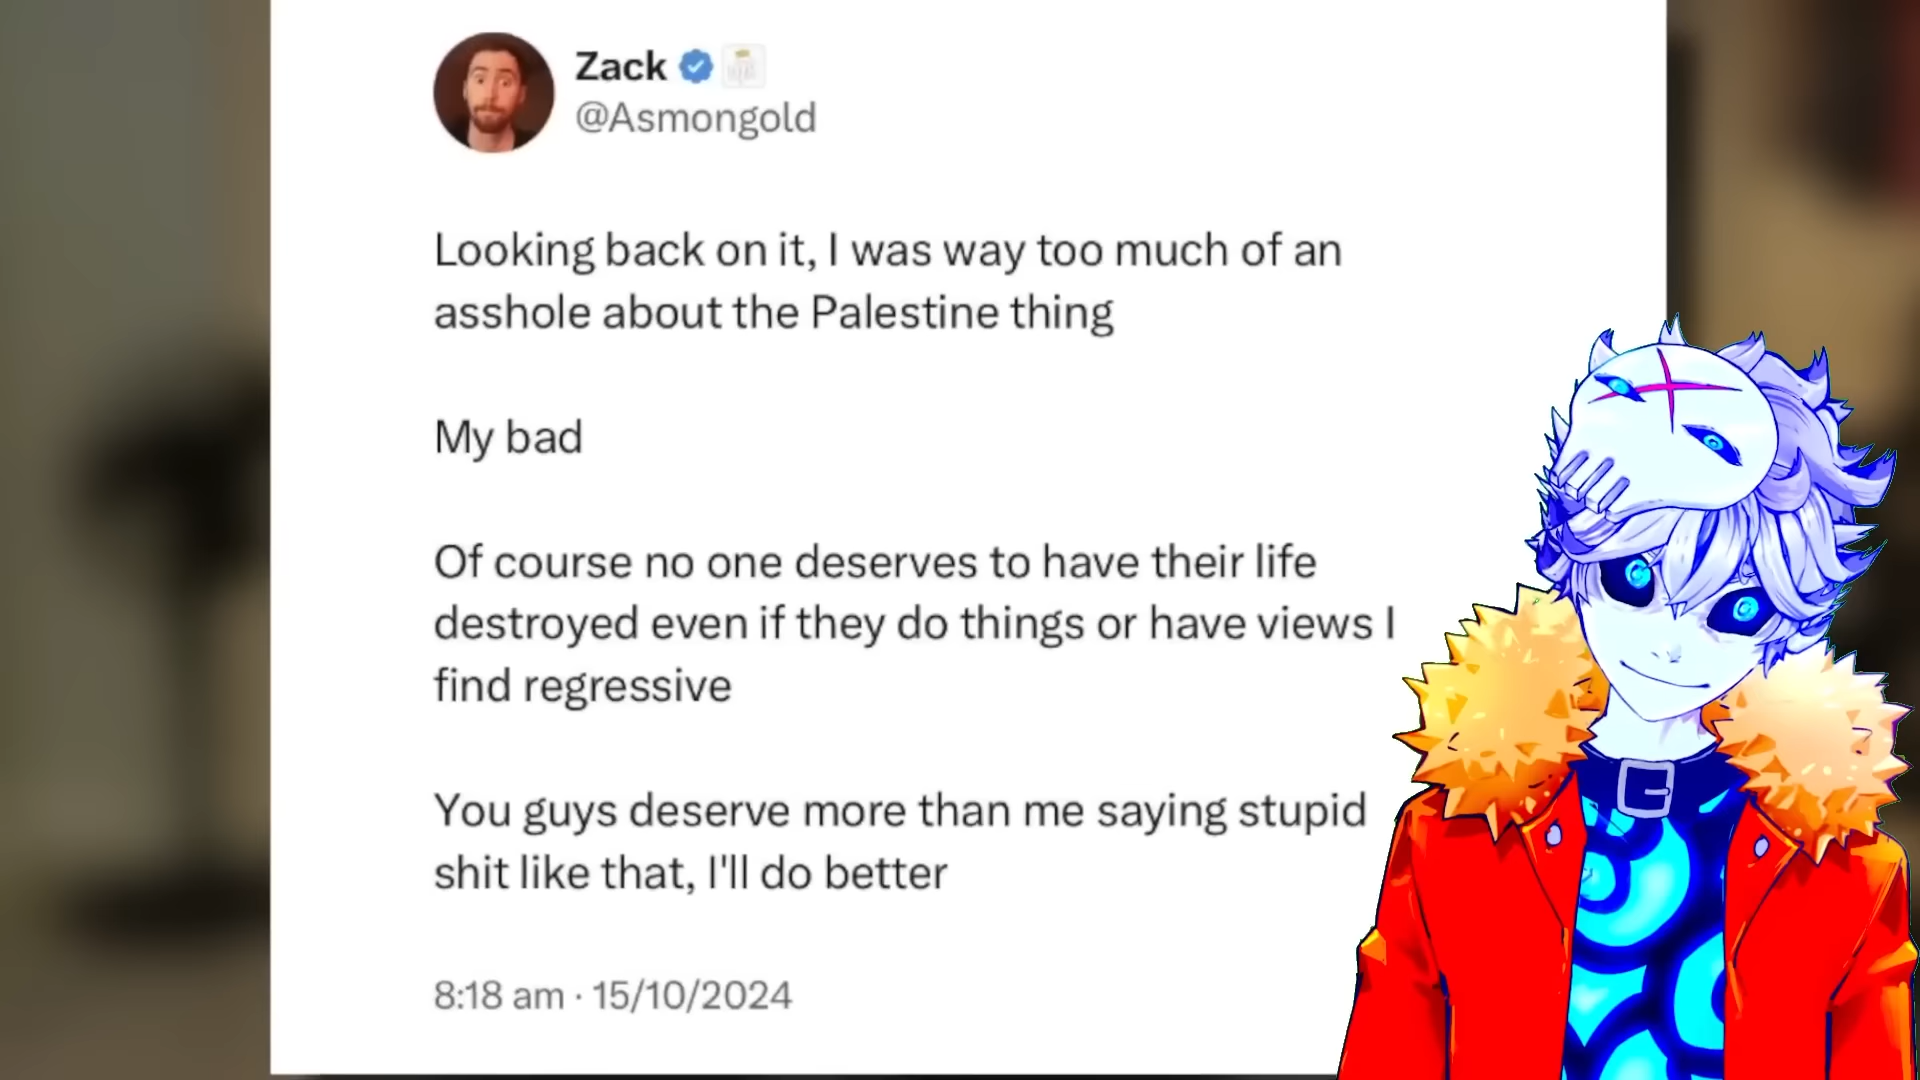 Zack
@Asmongold
Looking back on it, I was way too much of an
asshole about the Palestine thing
My bad
Of course no one deserves to have their life
destroyed even if they do things or have views I
find regressive
You guys deserve more than me saying stupid
shit like that, I'll do better
8:18 am · 15/10/2024